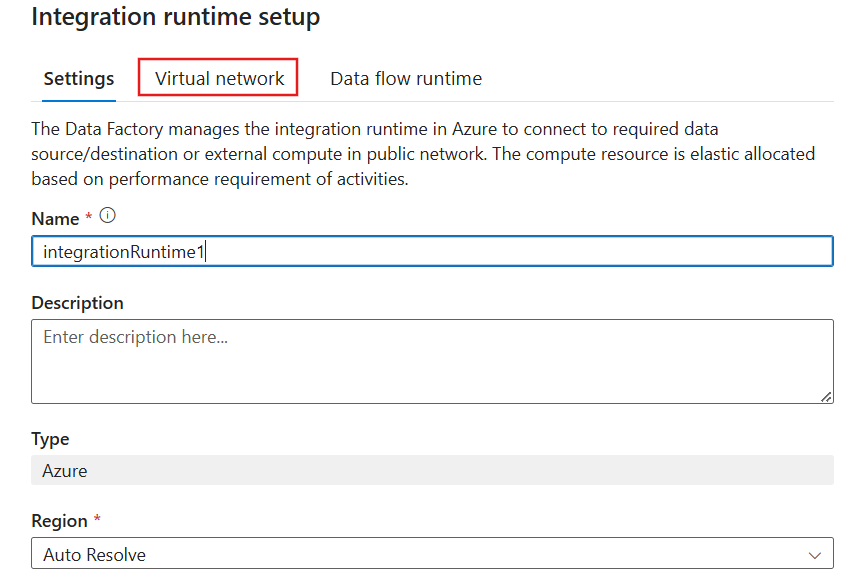 Integration runtime setup
Settings Virtual network Data flow runtime
The Data Factory manages the integration runtime in Azure to connect to required data
source/destination or external compute in public network. The compute resource is elastic allocated
based on performance requirement of activities.
Name *
integrationRuntime1
Description
Enter description here...
Type
Azure
Region *
Auto Resolve